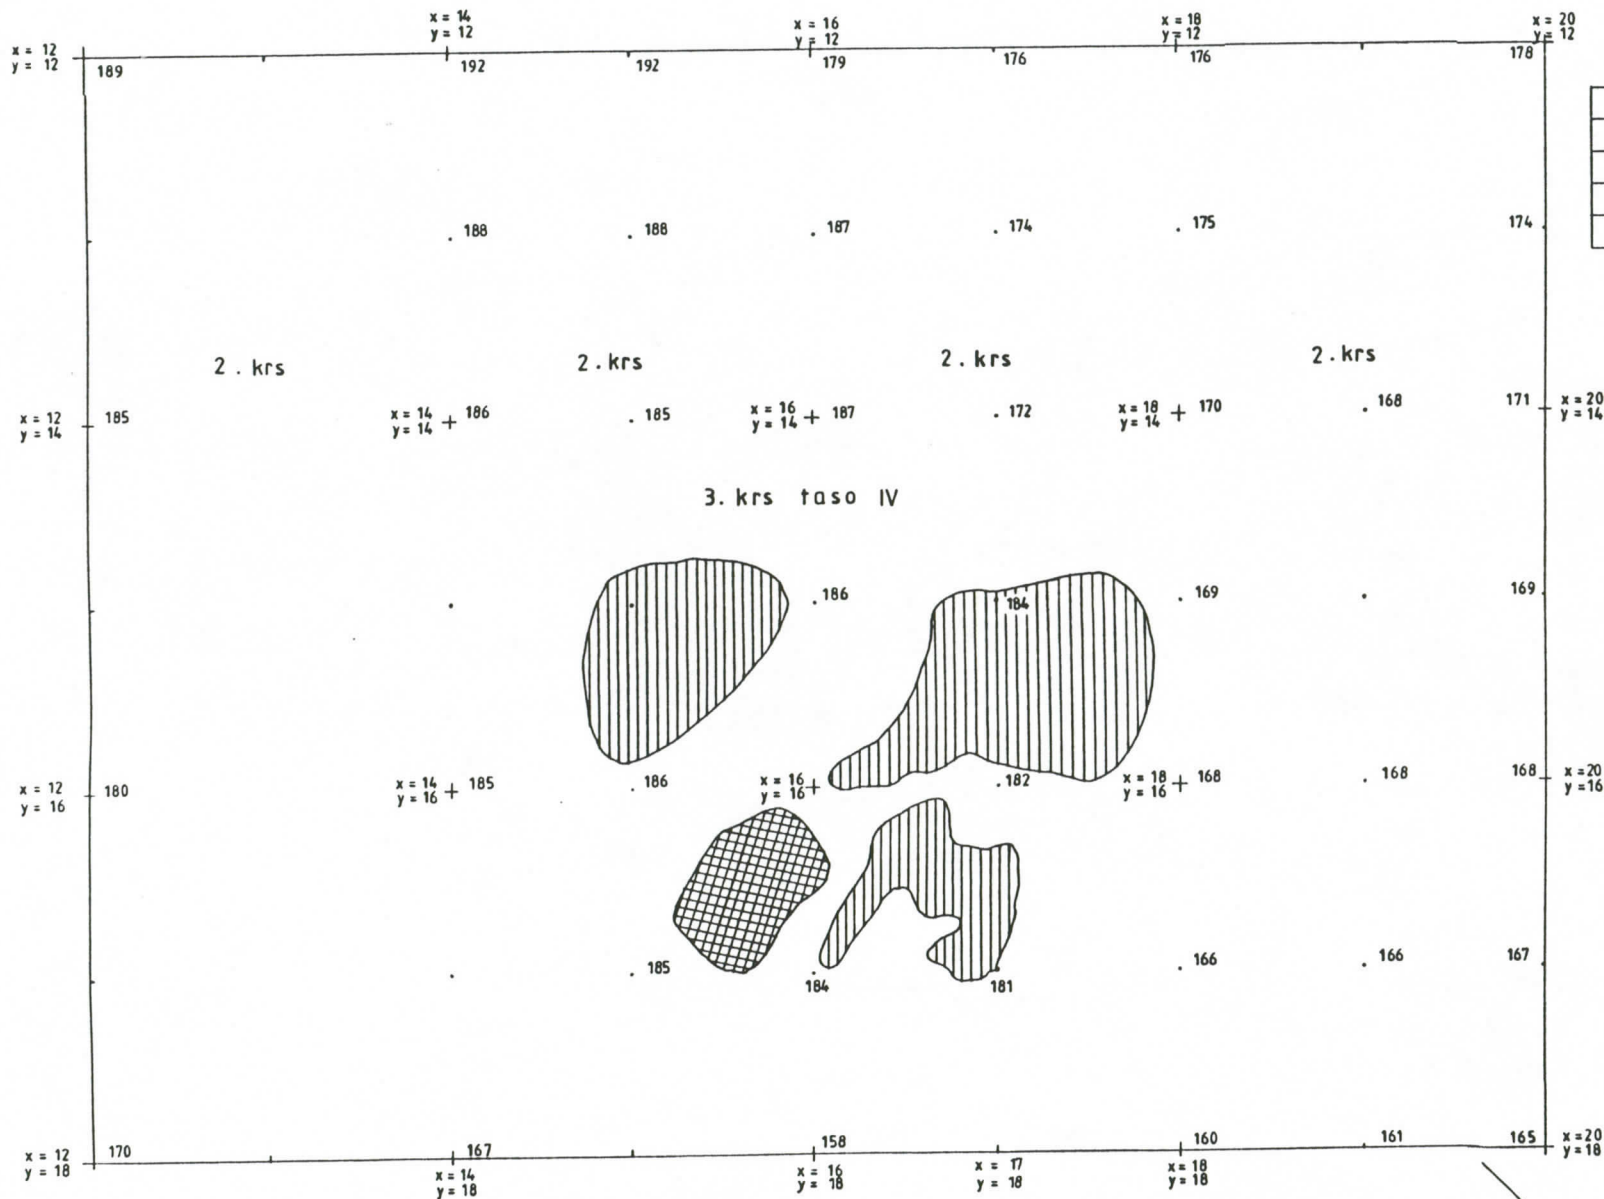 x = 14
y = 12
x = 16
y = 12
x = 18
y = 12
x = 20
y = 12
x = 12
y = 12
189
192
192
179
176
176
178
188
188
187
174
175
174
2. krs
2. krs
2. krs
2. krs
x = 12
y = 14
185
x = 14
y = 14
186
185
x = 16
y = 14
187
172
x = 18
y = 14
170
168
171
x = 20
y = 14
3. krs taso IV
186
184
169
169
x = 12
y = 16
180
x = 14
y = 16
185
186
x = 16
y = 16
182
x = 18
y = 16
168
168
168
x = 20
y = 16
185
184
181
166
166
167
x = 12
y = 18
170
167
158
160
161
165
x = 20
y = 18
x = 14
y = 18
x = 16
y = 18
x = 17
y = 18
x = 18
y = 18